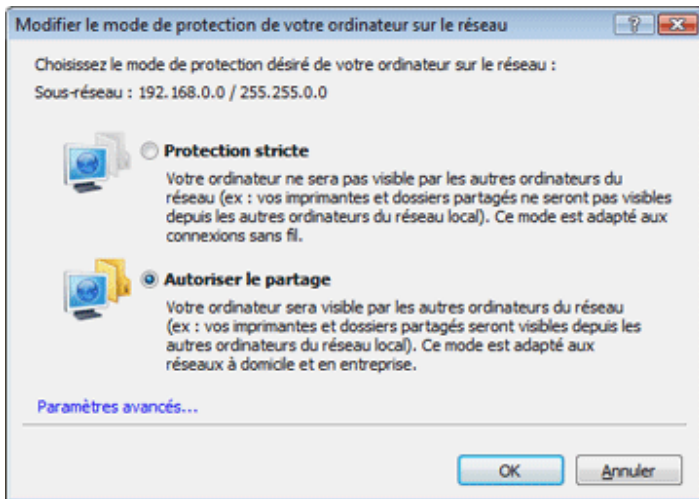 Modifier le mode de protection de votre ordinateur sur le réseau
Choisissez le mode de protection désiré de votre ordinateur sur le réseau :
Sous-réseau : 192.168.0.0 / 255.255.0.0
Protection stricte
Votre ordinateur ne sera pas visible par les autres ordinateurs du
réseau (ex : vos imprimantes et dossiers partagés ne seront pas visibles
depuis les autres ordinateurs du réseau local). Ce mode est adapté aux
connexions sans fil.
Autoriser le partage
Votre ordinateur sera visible par les autres ordinateurs du réseau
(ex : vos imprimantes et dossiers partagés seront visibles depuis les
autres ordinateurs du réseau local). Ce mode est adapté aux
réseaux à domicile et en entreprise.
Paramètres avancés...
OK
Annuler